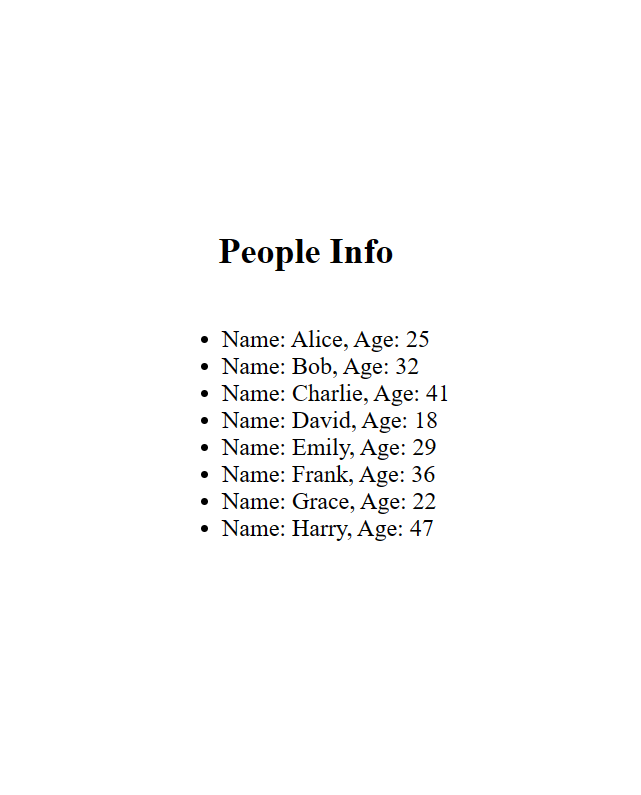 People Info
• Name: Alice, Age: 25
• Name: Bob, Age: 32
• Name: Charlie, Age: 41
• Name: David, Age: 18
• Name: Emily, Age: 29
• Name: Frank, Age: 36
• Name: Grace, Age: 22
• Name: Harry, Age: 47